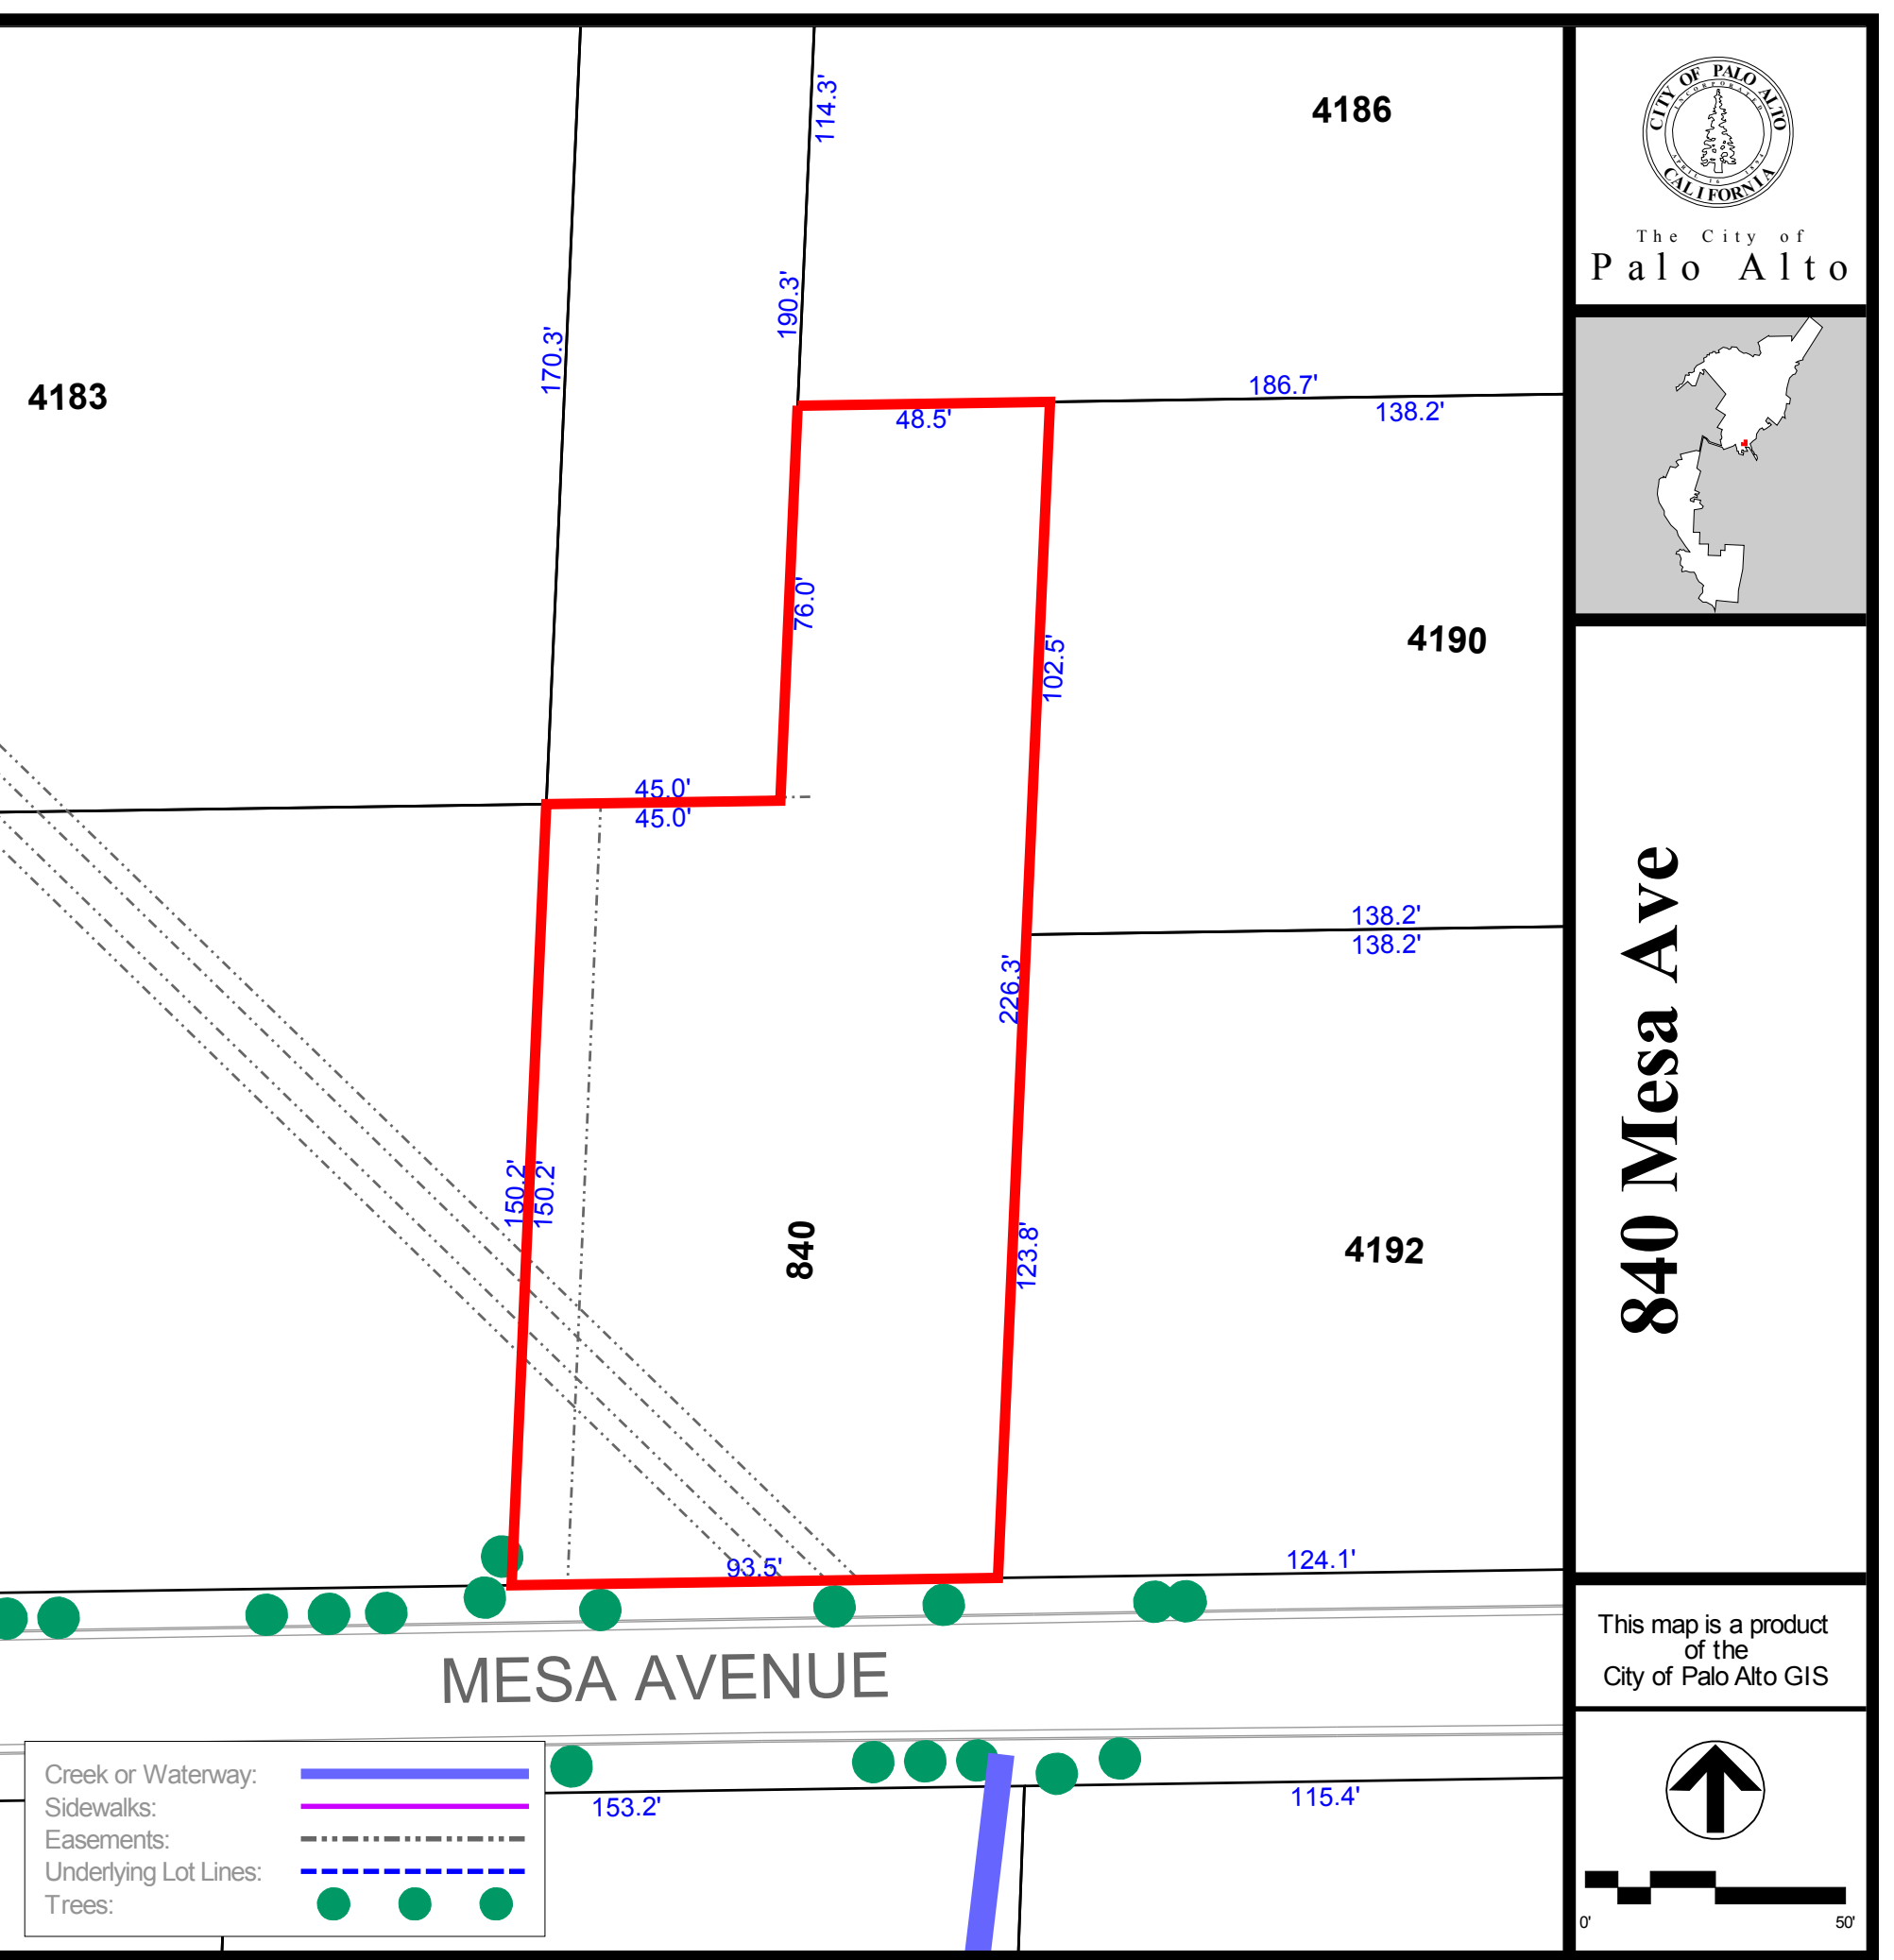 114.3'
4186
190.3'
170.3'
4183
186.7'
48.5'
138.2'
76.0'
4190
102.5'
45.0'
45.0'
138.2'
138.2'
226.3'
150.2'
150.2'
840
123.8'
4192
93.5'
124.1'
MESA AVENUE
153.2'
115.4'
Creek or Waterway:
Sidewalks:
Easements:
Underlying Lot Lines:
Trees:
CITY OF PALO ALTO
INCORPORATED
CALIFORNIA
APRIL 16 1894
The City of
Palo Alto
840 Mesa Ave
This map is a product
of the
City of Palo Alto GIS
0' 50'